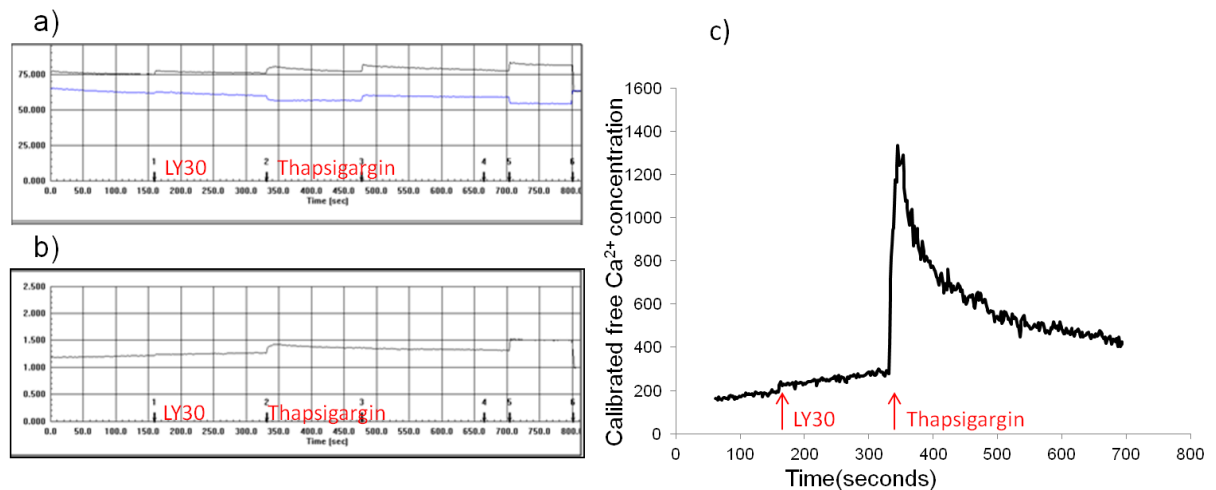 a)
75.000
50.000
25.000
0.000
1 2 3 4 5 6
LY30 Thapsigargin
0.0 50.0 100.0 150.0 200.0 250.0 300.0 350.0 400.0 450.0 500.0 550.0 600.0 650.0 700.0 750.0 800.0
Time [sec]
b)
2.500
2.000
1.500
1.000
0.500
0.000
1 2 3 4 5 6
LY30 Thapsigargin
0.0 50.0 100.0 150.0 200.0 250.0 300.0 350.0 400.0 450.0 500.0 550.0 600.0 650.0 700.0 750.0 800.0
Time [sec]
c)
Calibrated free Ca²⁺ concentration
1600
1400
1200
1000
800
600
400
200
0
LY30 Thapsigargin
0 100 200 300 400 500 600 700 800
Time(seconds)